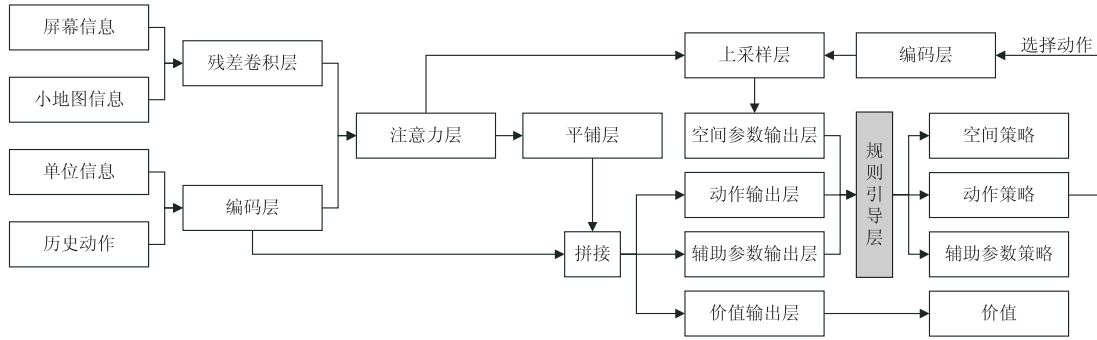 屏幕信息
小地图信息
单位信息
历史动作
残差卷积层
编码层
注意力层
平铺层
拼接
上采样层
编码层
选择动作
空间参数输出层
动作输出层
辅助参数输出层
价值输出层
规则引导层
空间策略
动作策略
辅助参数策略
价值